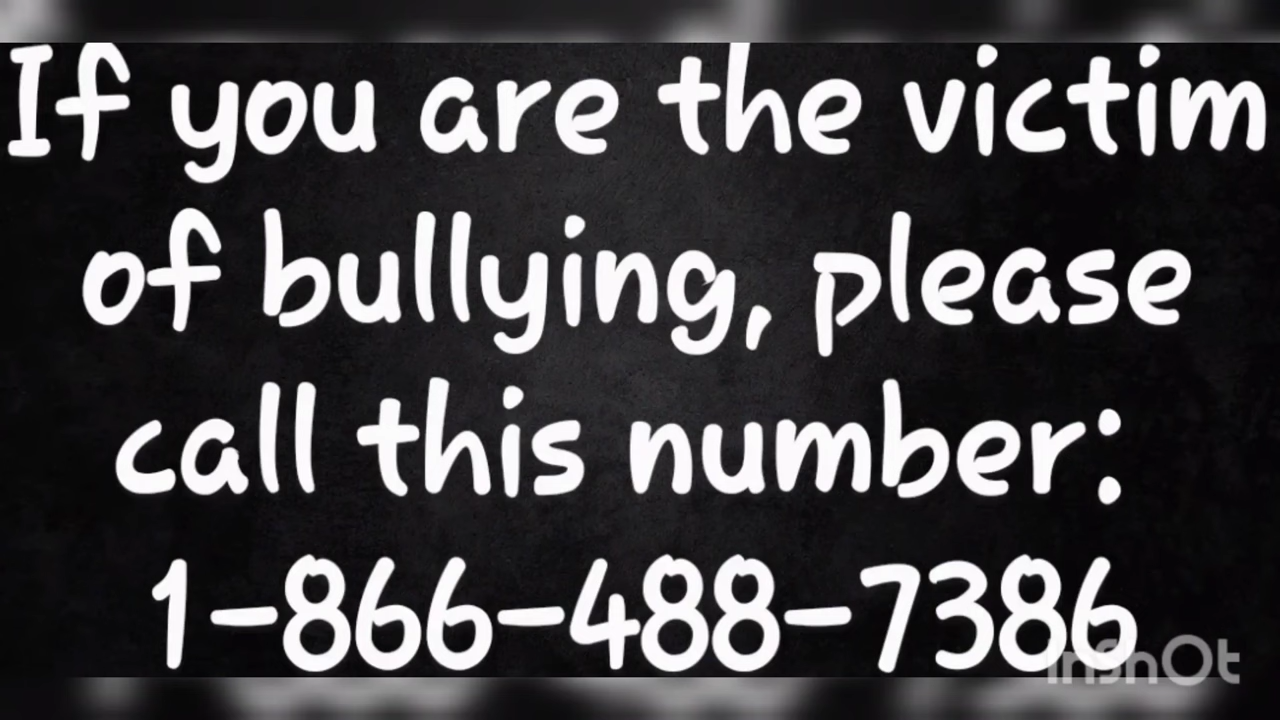 If you are the victim
of bullying, please
call this number:
1-866-488-7386
InShOt